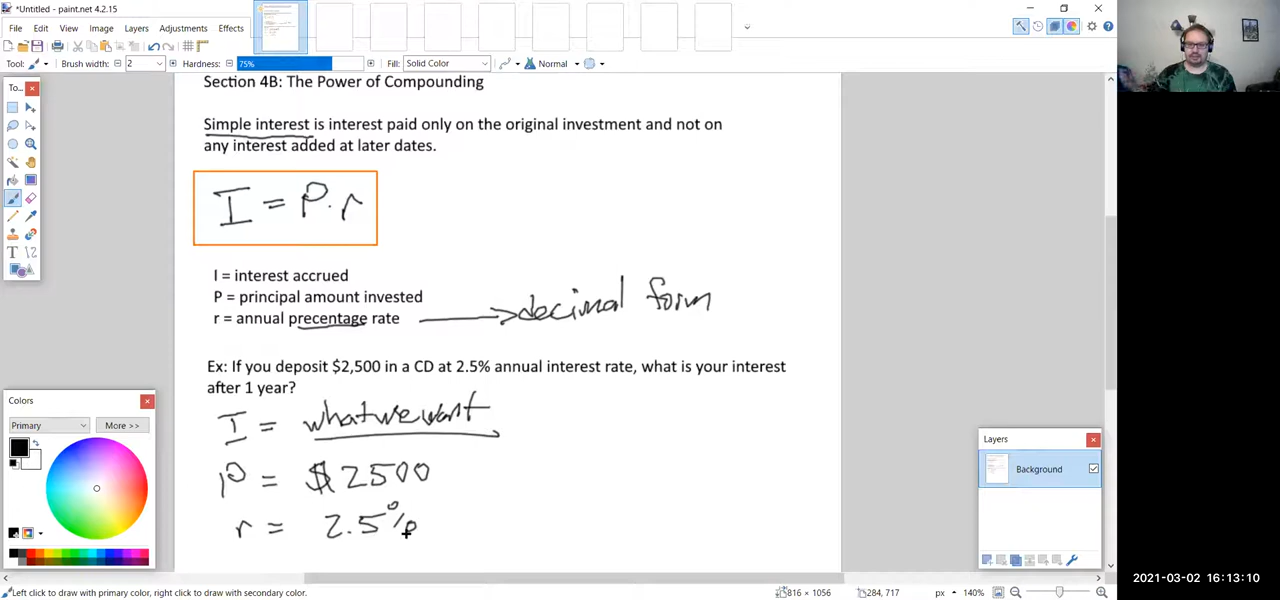 *Untitled - paint.net 4.2.15
File Edit View Image Layers Adjustments Effects
Tool: Brush width: 2 Hardness: 75% Fill: Solid Color Normal
Section 4B: The Power of Compounding
To...
Simple interest is interest paid only on the original investment and not on
any interest added at later dates.
I = P.r
I = interest accrued
P = principal amount invested
r = annual precentage rate decimal form
Ex: If you deposit $2,500 in a CD at 2.5% annual interest rate, what is your interest
after 1 year?
I = what we want
P = $2500
r = 2.5%
Colors
Primary More >>
Layers
Background
Left click to draw with primary color, right click to draw with secondary color.
816 × 1056 284, 717 px 140%
2021-03-02 16:13:10